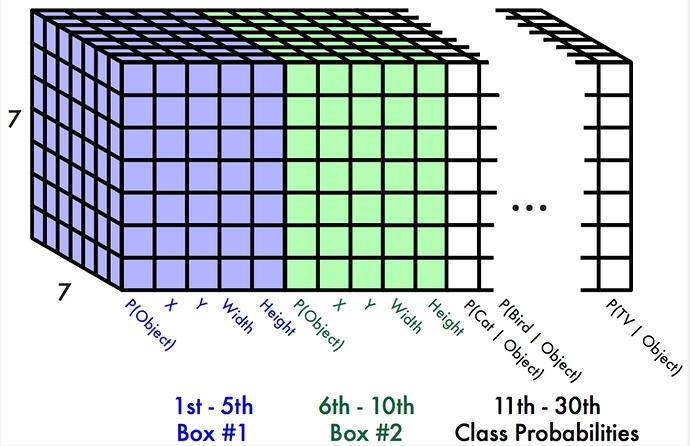 7
7
P(Object)
X
Y
Width
Height
P(Object)
X
Y
Width
Height
P(Cat | Object)
P(Bird | Object)
...
P(TV | Object)
1st - 5th
Box #1
6th - 10th
Box #2
11th - 30th
Class Probabilities